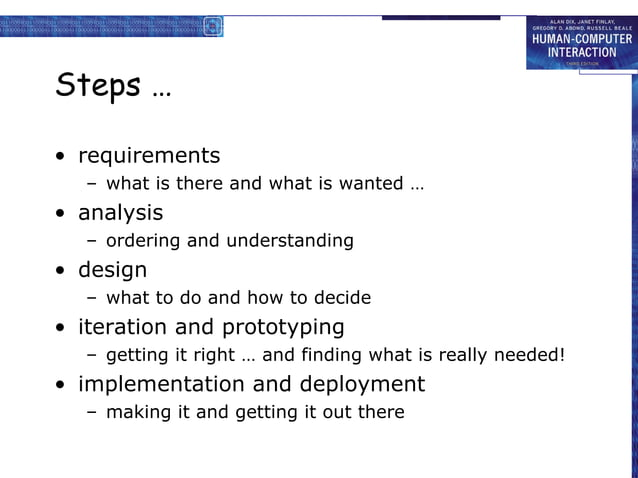 ALAN DIX, JANET FINLAY,
GREGORY D. ABOWD, RUSSELL BEALE
HUMAN-COMPUTER
INTERACTION
THIRD EDITION
Steps …
• requirements
– what is there and what is wanted …
• analysis
– ordering and understanding
• design
– what to do and how to decide
• iteration and prototyping
– getting it right … and finding what is really needed!
• implementation and deployment
– making it and getting it out there